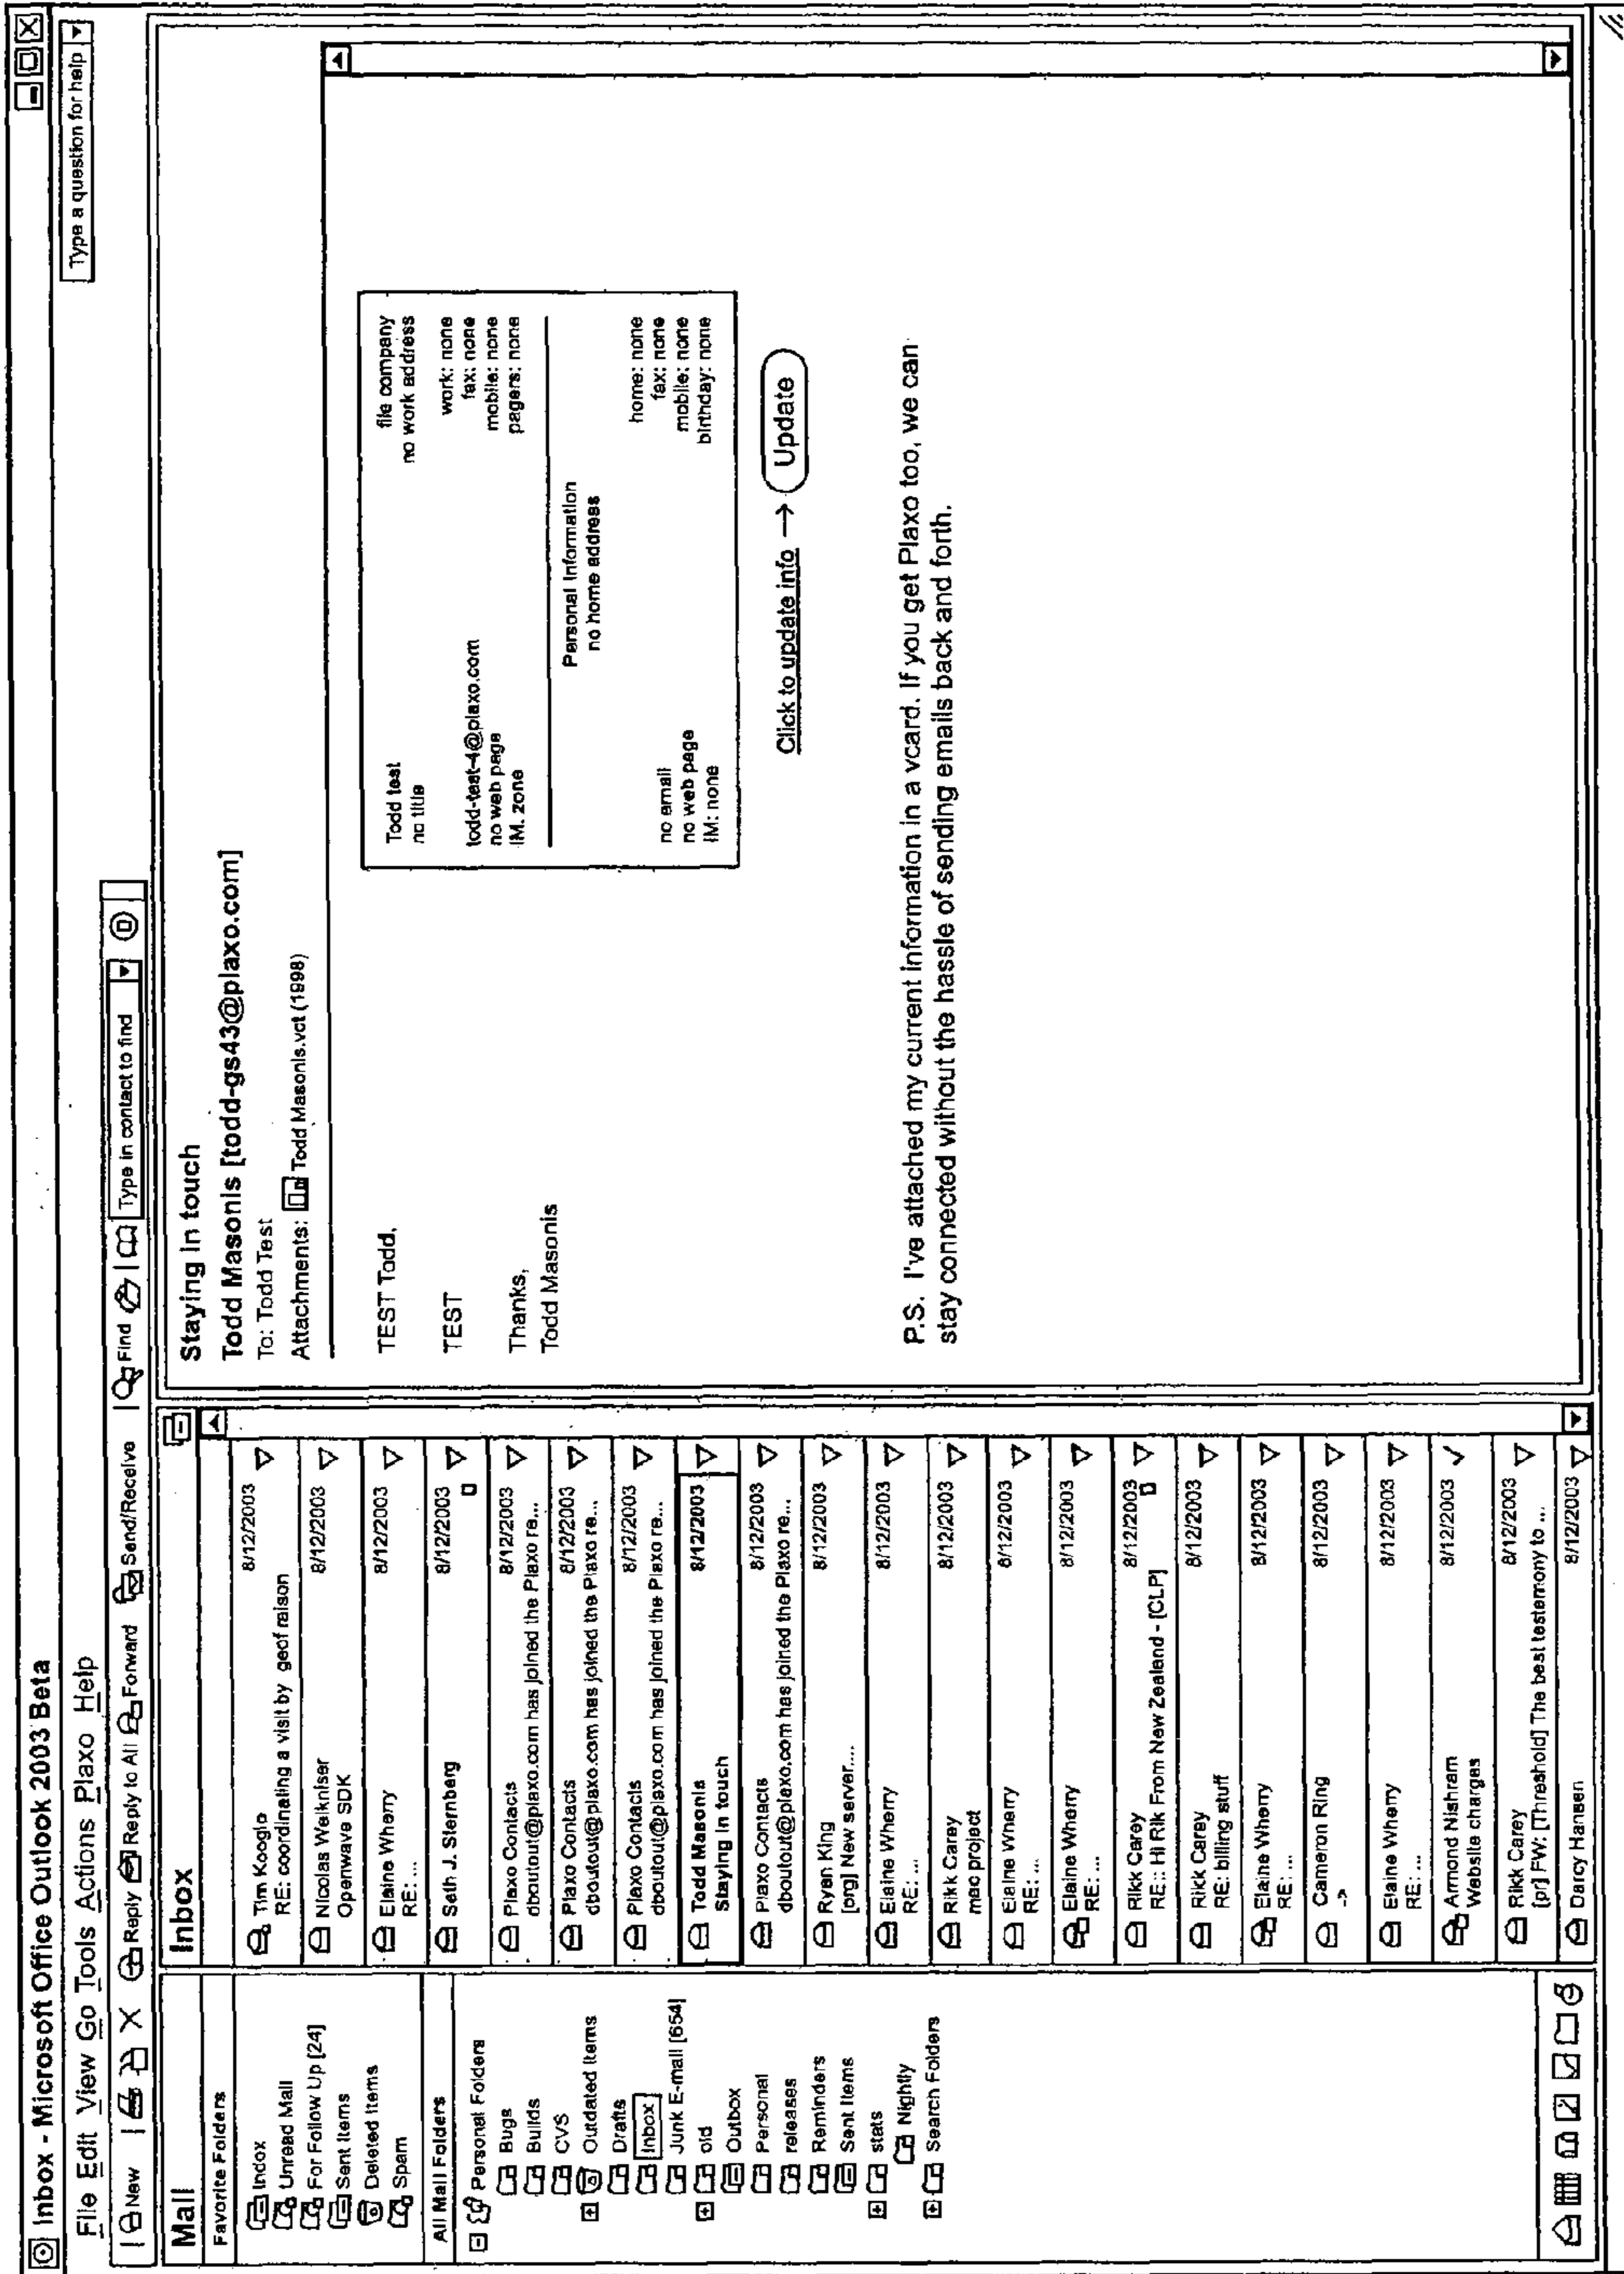 Inbox - Microsoft Office Outlook 2003 Beta
File Edit View Go Tools Actions Plaxo Help
Type a question for help
New Reply Reply to All Forward Send/Receive Find Type in contact to find
Mail
Favorite Folders
Indox
Unread Mail
For Follow Up [24]
Sent Items
Deleted Items
Spam
All Mail Folders
Personal Folders
Bugs
Builds
CVS
Outdated Items
Drafts
Inbox
Junk E-mail [654]
old
Outbox
Personal
releases
Reminders
Sent Items
stats
Nightly
Search Folders
Inbox
Tim Koogle 8/12/2003
RE: coordinating a visit by geof raison
Nicolas Welkniser 8/12/2003
Openwave SDK
Elaine Wherry 8/12/2003
RE: ...
Seth J. Sternberg 8/12/2003
Plaxo Contacts 8/12/2003
dboutout@plaxo.com has joined the Plaxo re...
Plaxo Contacts 8/12/2003
dboutout@plaxo.com has joined the Plaxo re...
Plaxo Contacts 8/12/2003
dboutout@plaxo.com has joined the Plaxo re...
Todd Masonis 8/12/2003
Staying in touch
Plaxo Contacts 8/12/2003
dboutout@plaxo.com has joined the Plaxo re...
Ryan King 8/12/2003
[org] New server....
Elaine Wherry 8/12/2003
RE: ...
Rikk Carey 8/12/2003
mac project
Elaine Wherry 8/12/2003
RE: ...
Elaine Wherry 8/12/2003
RE: ...
Rikk Carey 8/12/2003
RE:: Hi Rik From New Zealand - [CLP]
Rikk Carey 8/12/2003
RE: billing stuff
Elaine Wherry 8/12/2003
RE: ...
Cameron Ring 8/12/2003
->
Elaine Wherry 8/12/2003
RE: ...
Armond Nishram 8/12/2003
Website charges
Rikk Carey 8/12/2003
[pr] FW: [Threshold] The best testemony to ...
Darcy Hansen 8/12/2003
Staying in touch
Todd Masonis [todd-gs43@plaxo.com]
To: Todd Test
Attachments: Todd Masonis.vct (1998)
TEST Todd,
TEST
Thanks,
Todd Masonis
Todd test file company
no title no work address
todd-test-4@plaxo.com work: none
no web page fax: none
IM. zone mobile: none
pagers: none
Personal Information
no home address
no email home: none
no web page fax: none
IM: none mobile: none
birthday: none
Click to update info → Update
P.S. I've attached my current information in a vcard. If you get Plaxo too, we can
stay connected without the hassle of sending emails back and forth.